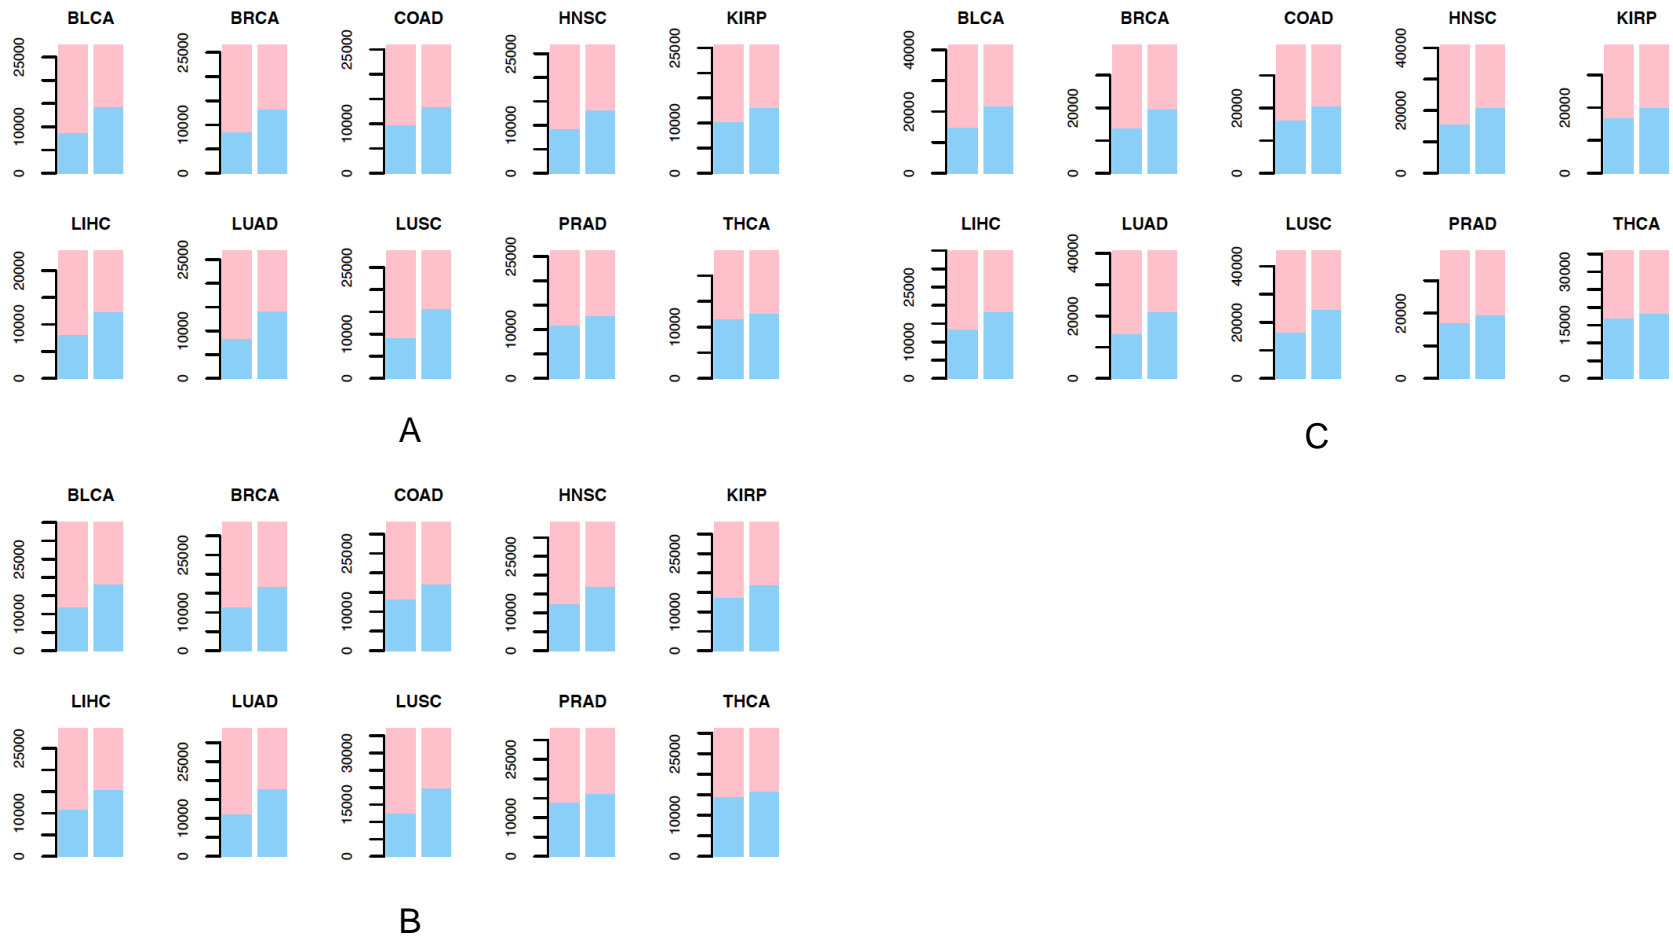 BLCA BRCA COAD HNSC KIRP
0 10000 25000 0 10000 25000 0 10000 25000 0 10000 25000 0 10000 25000
LIHC LUAD LUSC PRAD THCA
0 10000 20000 0 10000 25000 0 10000 25000 0 10000 25000 0 10000
A
BLCA BRCA COAD HNSC KIRP
0 20000 40000 0 20000 0 20000 0 20000 40000 0 20000
LIHC LUAD LUSC PRAD THCA
0 10000 25000 0 20000 40000 0 20000 40000 0 20000 0 15000 30000
C
BLCA BRCA COAD HNSC KIRP
0 10000 25000 0 10000 25000 0 10000 25000 0 10000 25000 0 10000 25000
LIHC LUAD LUSC PRAD THCA
0 10000 25000 0 10000 25000 0 15000 30000 0 10000 25000 0 10000 25000
B